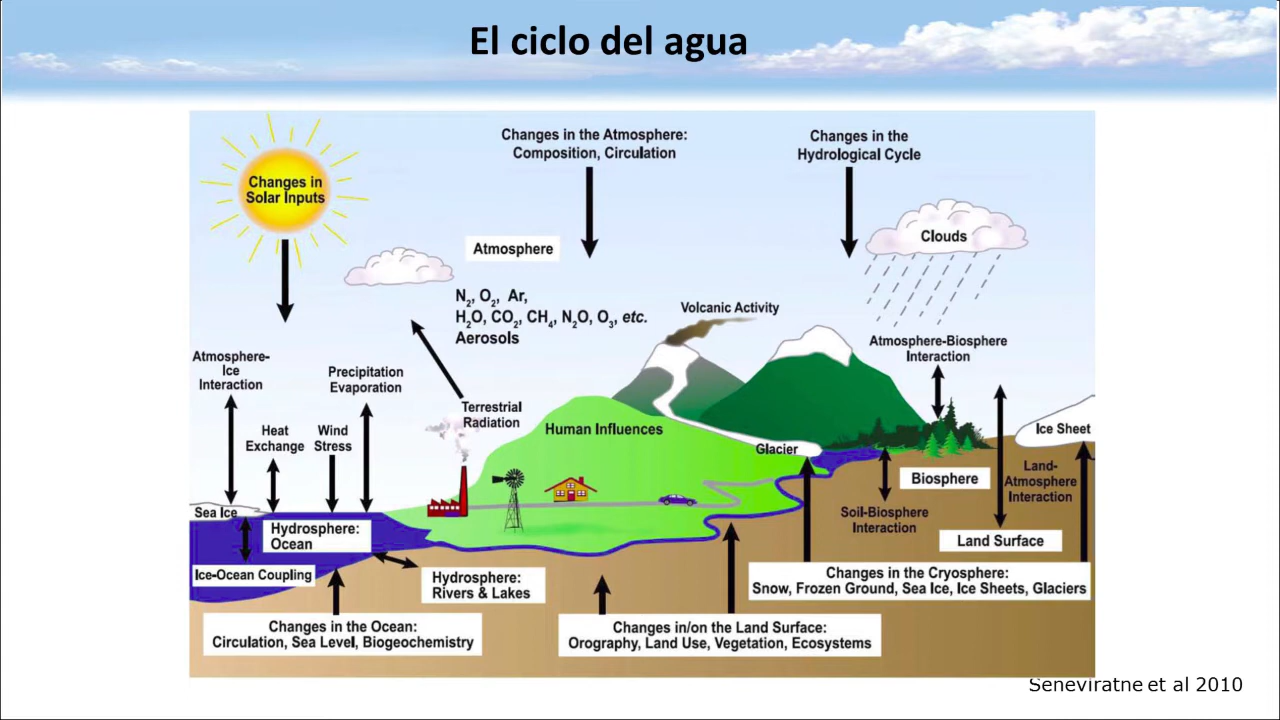 El ciclo del agua
Changes in
Solar Inputs
Changes in the Atmosphere:
Composition, Circulation
Changes in the
Hydrological Cycle
Clouds
Atmosphere
N₂, O₂, Ar,
H₂O, CO₂, CH₄, N₂O, O₃, etc.
Aerosols
Volcanic Activity
Atmosphere-
Ice
Interaction
Precipitation
Evaporation
Atmosphere-Biosphere
Interaction
Terrestrial
Radiation
Heat
Exchange
Wind
Stress
Human Influences
Glacier
Ice Sheet
Biosphere
Land-
Atmosphere
Interaction
Soil-Biosphere
Interaction
Sea Ice
Hydrosphere:
Ocean
Land Surface
Ice-Ocean Coupling
Hydrosphere:
Rivers & Lakes
Changes in the Cryosphere:
Snow, Frozen Ground, Sea Ice, Ice Sheets, Glaciers
Changes in the Ocean:
Circulation, Sea Level, Biogeochemistry
Changes in/on the Land Surface:
Orography, Land Use, Vegetation, Ecosystems
Seneviratne et al 2010